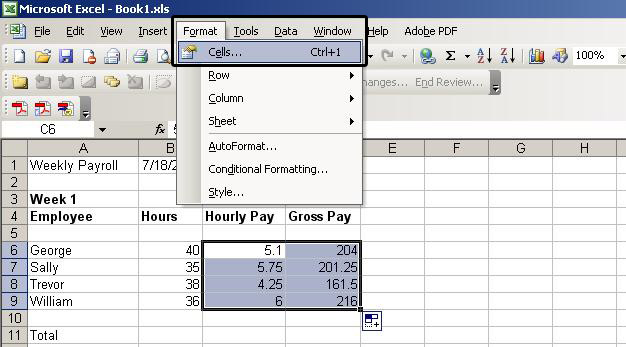 Microsoft Excel - Book1.xls
File Edit View Insert Format Tools Data Window Help Adobe PDF
Cells... Ctrl+1
Σ 100%
Row
hanges... End Review...
Column
Sheet
C6 fx 5
AutoFormat...
A B E F G H
Conditional Formatting...
1 Weekly Payroll 7/18/2
Style...
2
3 Week 1
4 Employee Hours Hourly Pay Gross Pay
5
6 George 40 5.1 204
7 Sally 35 5.75 201.25
8 Trevor 38 4.25 161.5
9 William 36 6 216
10
11 Total